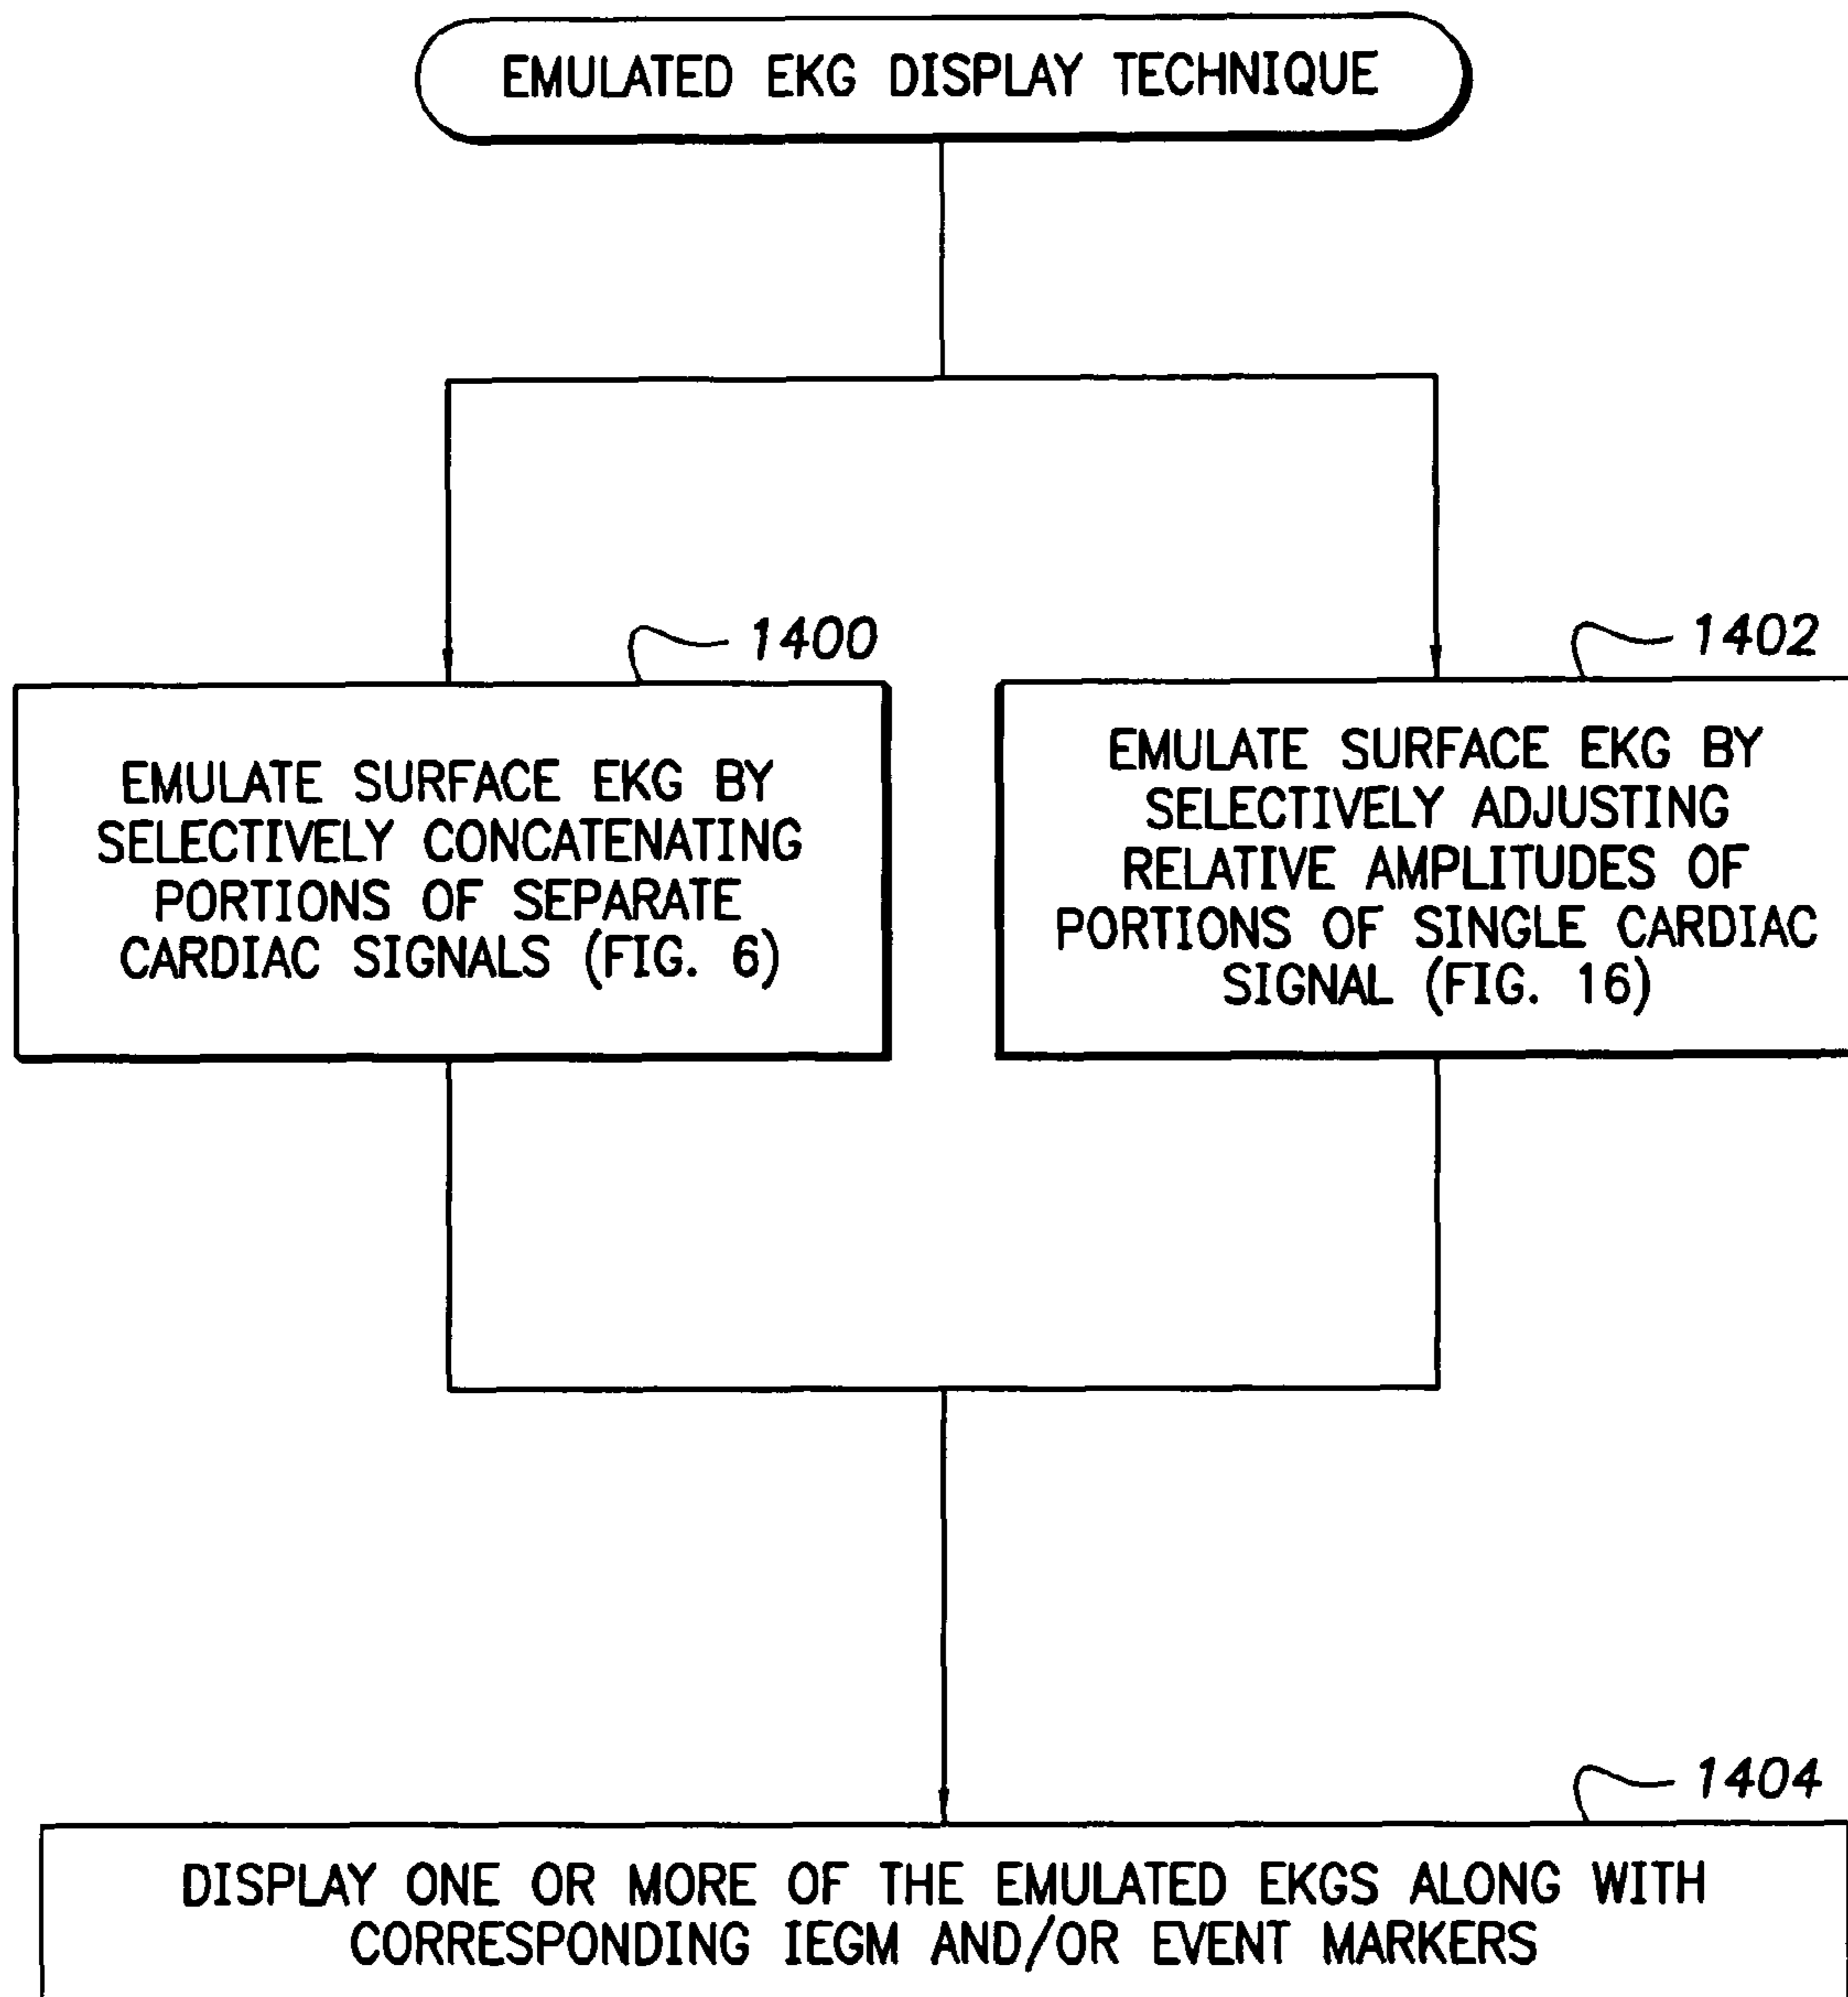 EMULATED EKG DISPLAY TECHNIQUE
1400
EMULATE SURFACE EKG BY
SELECTIVELY CONCATENATING
PORTIONS OF SEPARATE
CARDIAC SIGNALS (FIG. 6)
1402
EMULATE SURFACE EKG BY
SELECTIVELY ADJUSTING
RELATIVE AMPLITUDES OF
PORTIONS OF SINGLE CARDIAC
SIGNAL (FIG. 16)
1404
DISPLAY ONE OR MORE OF THE EMULATED EKGS ALONG WITH
CORRESPONDING IEGM AND/OR EVENT MARKERS